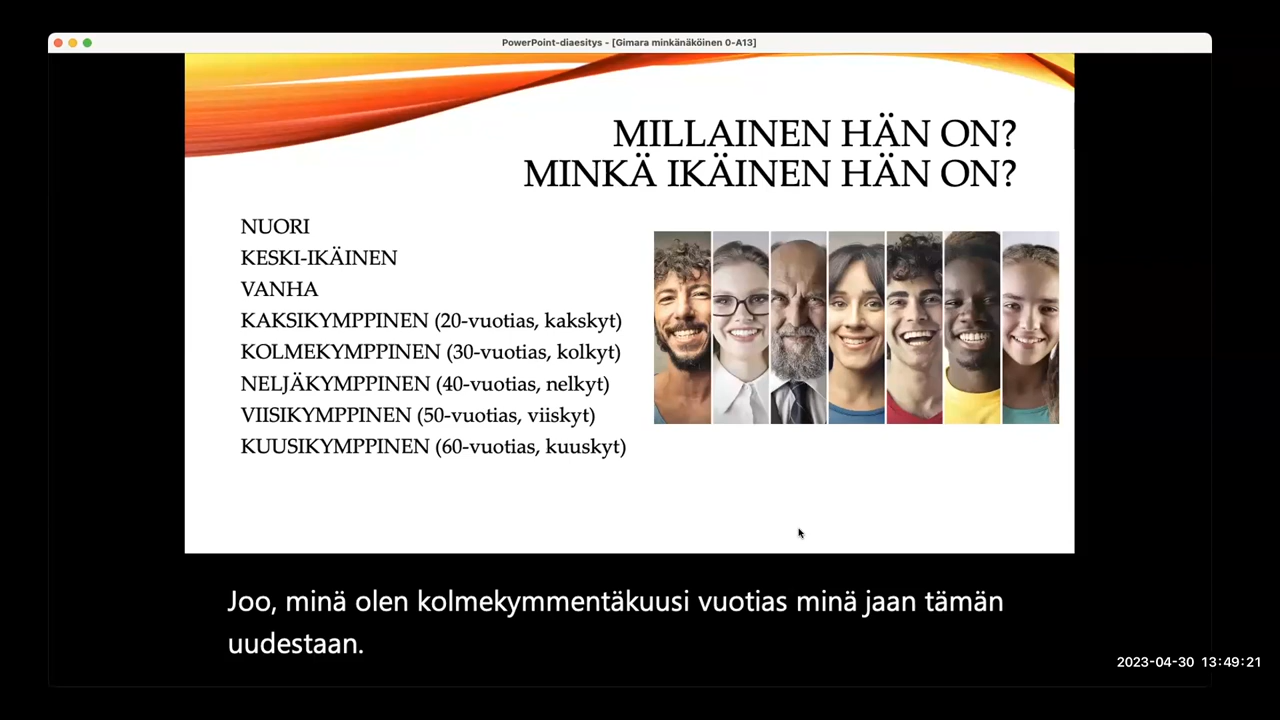 PowerPoint-diaesitys - [Gimara minkänäköinen 0-A13]
MILLAINEN HÄN ON?
MINKÄ IKÄINEN HÄN ON?
NUORI
KESKI-IKÄINEN
VANHA
KAKSIKYMPPINEN (20-vuotias, kakskyt)
KOLMEKYMPPINEN (30-vuotias, kolkyt)
NELJÄKYMPPINEN (40-vuotias, nelkyt)
VIISIKYMPPINEN (50-vuotias, viiskyt)
KUUSIKYMPPINEN (60-vuotias, kuuskyt)
Joo, minä olen kolmekymmentäkuusi vuotias minä jaan tämän
uudestaan.
2023-04-30 13:49:21